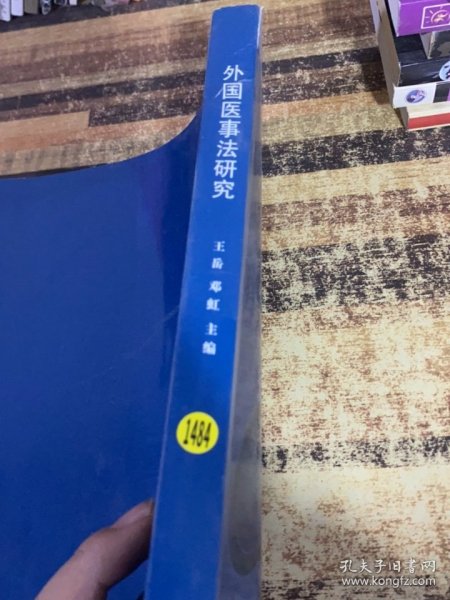 外国医事法研究
王岳 邓虹 主编
1484
孔夫子旧书网
www.kongfz.com